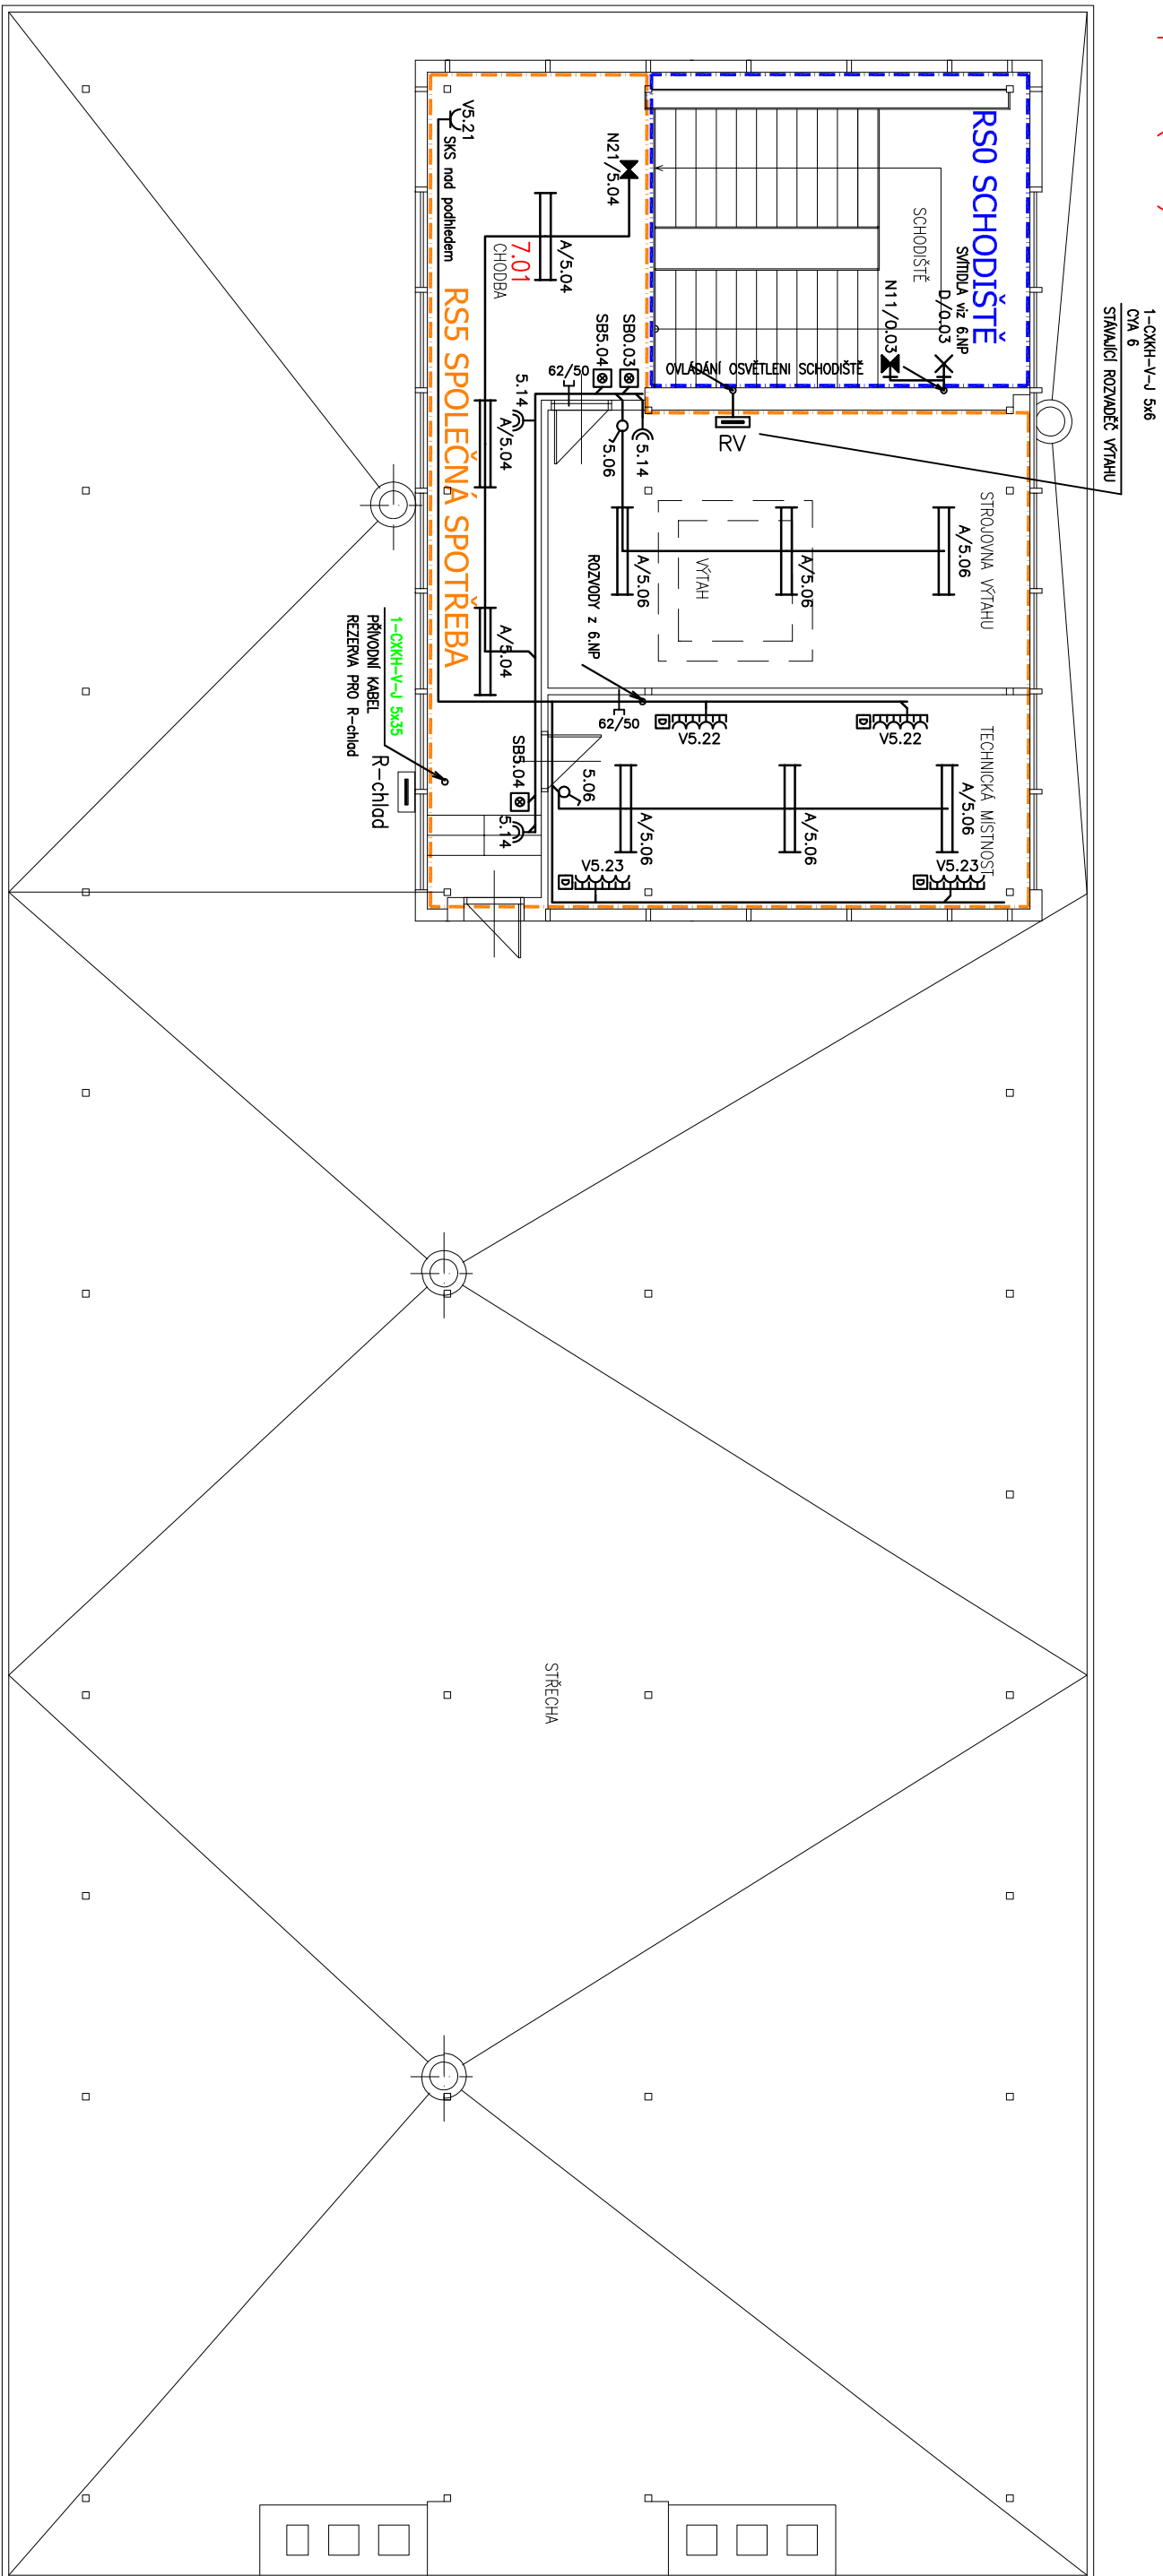 1-CXKH-V-J 5x6
CYA 6
STÁVAJÍCÍ ROZVADĚČ VÝTAHU
RS0 SCHODIŠTĚ
SVÍTIDLA viz 6.NP
D/0.03
SCHODIŠTĚ
N11/0.03
OVLÁDÁNÍ OSVĚTLENI SCHODIŠTĚ
RV
STROJOVNA VÝTAHU
A/5.06
A/5.06
VÝTAH
A/5.06
ROZVODY z 6.NP
5.14
5.06
SB0.03
SB5.04
62/50
N21/5.04
A/5.04
7.01
CHODBA
V5.21
SKS nad podhledem
5.14
A/5.04
RS5 SPOLEČNÁ SPOTŘEBA
A/5.04
TECHNICKÁ MÍSTNOST
A/5.06
V5.22
V5.22
62/50
A/5.06
A/5.06
V5.23
V5.23
5.06
SB5.04
5.14
D
D
D
D
1-CXKH-V-J 5x35
PŘÍVODNÍ KABEL
REZERVA PRO R-chlad
R-chlad
STŘECHA